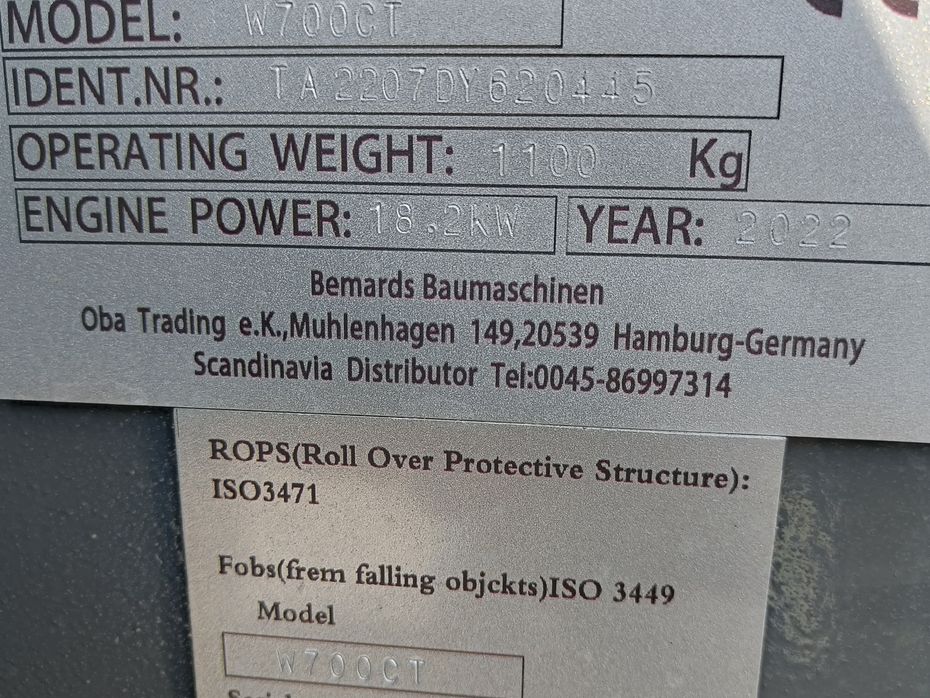 MODEL: W700CT
IDENT.NR.: TA2207DY620445
OPERATING WEIGHT: 1100 Kg
ENGINE POWER: 18.2KW YEAR: 2022
Bemards Baumaschinen
Oba Trading e.K.,Muhlenhagen 149,20539 Hamburg-Germany
Scandinavia Distributor Tel:0045-86997314
ROPS(Roll Over Protective Structure):
ISO3471
Fobs(frem falling objckts)ISO 3449
Model
W700CT